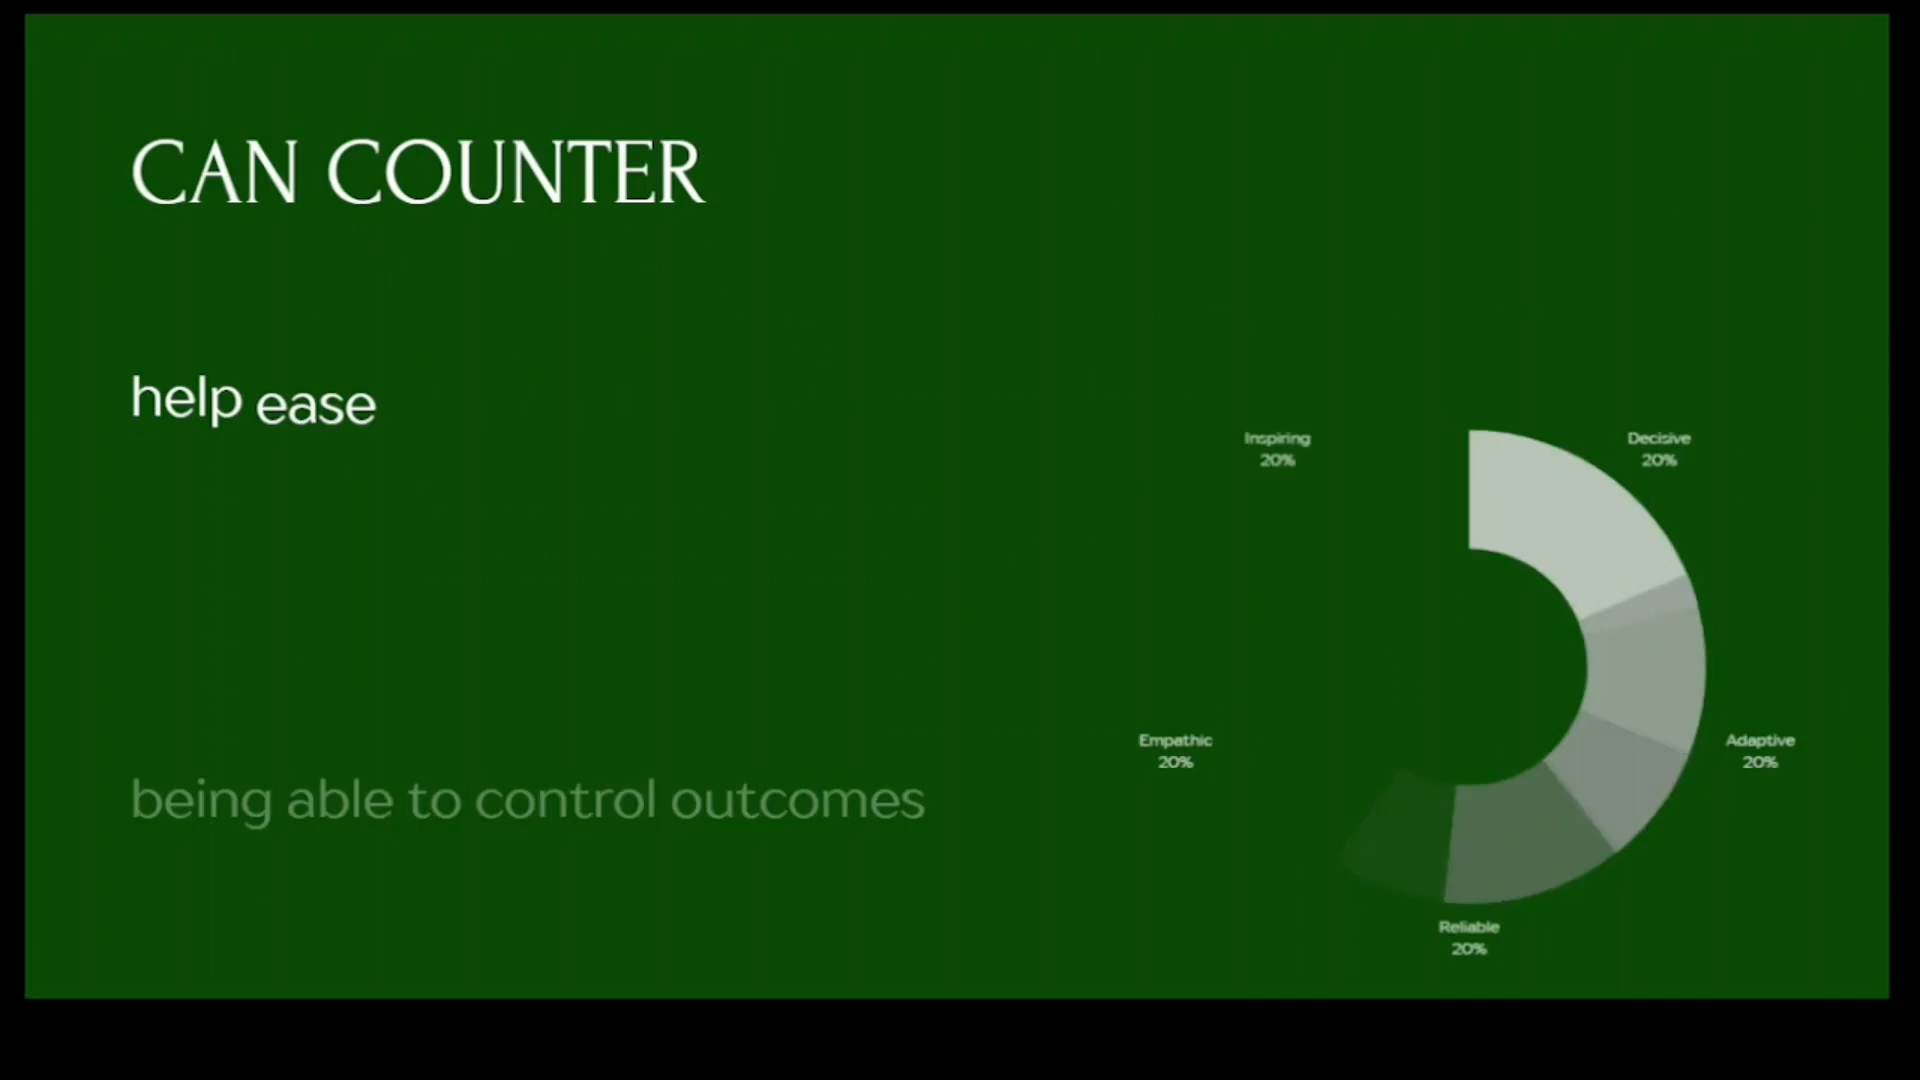 CAN COUNTER
help ease
being able to control outcomes
Inspiring
20%
Decisive
20%
Empathic
20%
Adaptive
20%
Reliable
20%